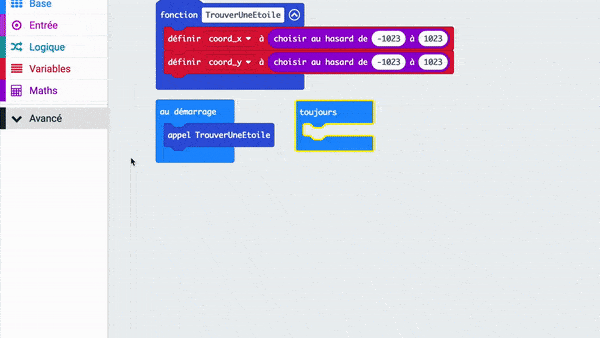 Base
Entrée
Logique
Variables
Maths
Avancé
fonction TrouverUneEtoile
définir coord_x à choisir au hasard de -1023 à 1023
définir coord_y à choisir au hasard de -1023 à 1023
au démarrage
appel TrouverUneEtoile
toujours